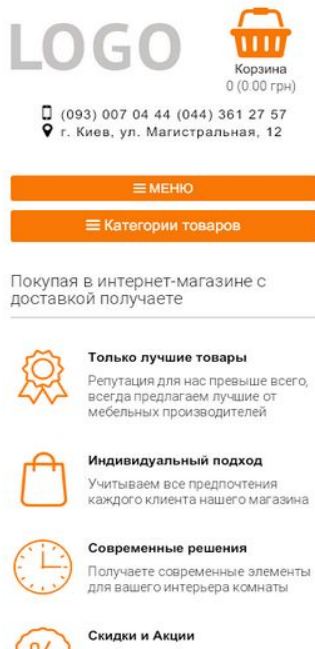 LOGO
Корзина
0 (0.00 грн)
(093) 007 04 44 (044) 361 27 57
г. Киев, ул. Магистральная, 12
МЕНЮ
Категории товаров
Покупая в интернет-магазине с
доставкой получаете
Только лучшие товары
Репутация для нас превыше всего,
всегда предлагаем лучшие от
мебельных производителей
Индивидуальный подход
Учитываем все предпочтения
каждого клиента нашего магазина
Современные решения
Получаете современные элементы
для вашего интерьера комнаты
Скидки и Акции
%